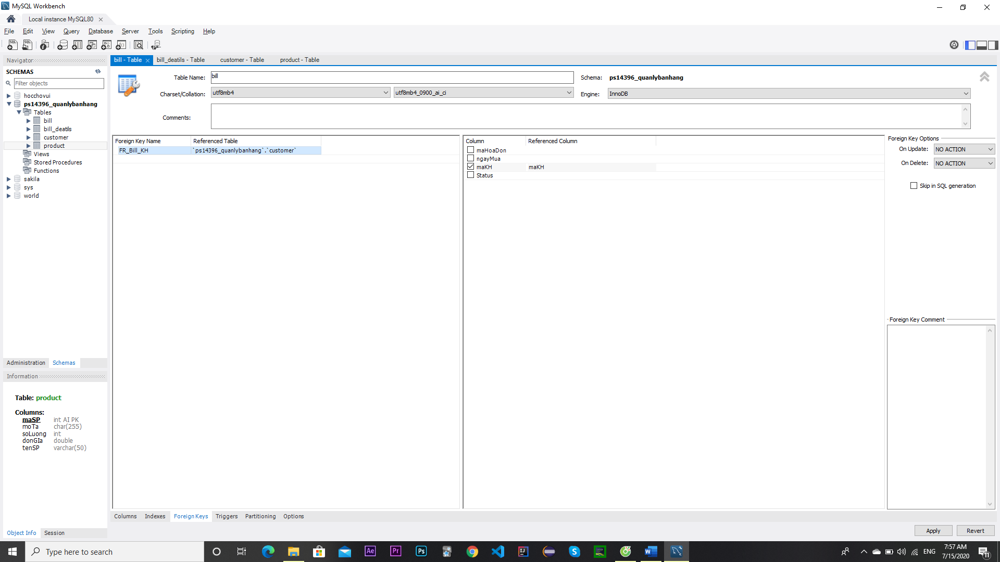 MySQL Workbench
Local instance MySQL80
File Edit View Query Database Server Tools Scripting Help
Navigator
SCHEMAS
Filter objects
hocchovui
ps14396_quanlybanhang
Tables
bill
bill_deatils
customer
product
Views
Stored Procedures
Functions
sakila
sys
world
Administration Schemas
Information
Table: product
Columns:
maSP int AI PK
moTa char(255)
soLuong int
donGIa double
tenSP varchar(50)
Object Info Session
bill - Table bill_deatils - Table customer - Table product - Table
Table Name: bill Schema: ps14396_quanlybanhang
Charset/Collation: utf8mb4 utf8mb4_0900_ai_ci Engine: InnoDB
Comments:
Foreign Key Name Referenced Table
FR_Bill_KH `ps14396_quanlybanhang`.`customer`
Column Referenced Column
maHoaDon
ngayMua
maKH maKH
Status
Foreign Key Options
On Update: NO ACTION
On Delete: NO ACTION
Skip in SQL generation
Foreign Key Comment
Columns Indexes Foreign Keys Triggers Partitioning Options
Apply Revert
Type here to search
Ae Pr Ps
ENG
7:57 AM
7/15/2020
11